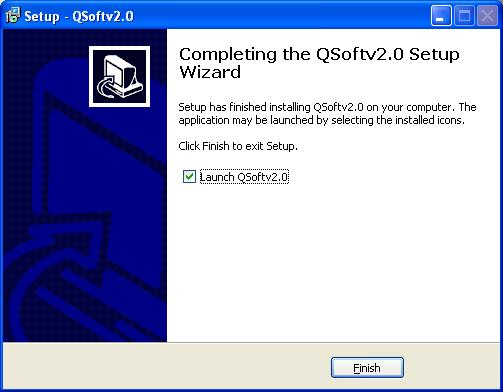 Setup - QSoftv2.0
Completing the QSoftv2.0 Setup
Wizard
Setup has finished installing QSoftv2.0 on your computer. The
application may be launched by selecting the installed icons.
Click Finish to exit Setup.
Launch QSoftv2.0
Finish